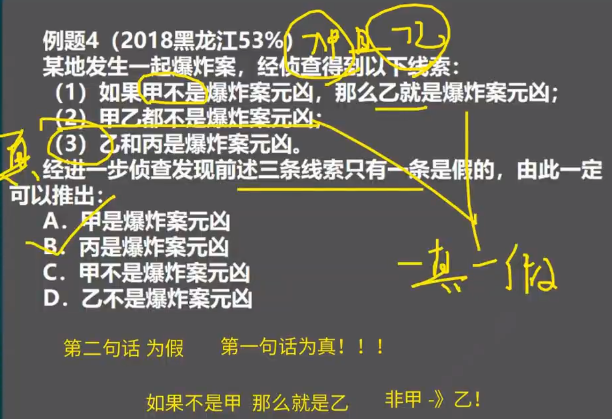 例题4（2018黑龙江53%）
¬甲且¬乙
某地发生一起爆炸案，经侦查得到以下线索：
（1）如果甲不是爆炸案元凶，那么乙就是爆炸案元凶；
（2）甲乙都不是爆炸案元凶；
（3）乙和丙是爆炸案元凶。
真
经进一步侦查发现前述三条线索只有一条是假的，由此一定
可以推出：
A．甲是爆炸案元凶
B．丙是爆炸案元凶
C．甲不是爆炸案元凶
D．乙不是爆炸案元凶
一真一假
第二句话 为假 第一句话为真！！！
如果不是甲 那么就是乙 非甲 -》乙！